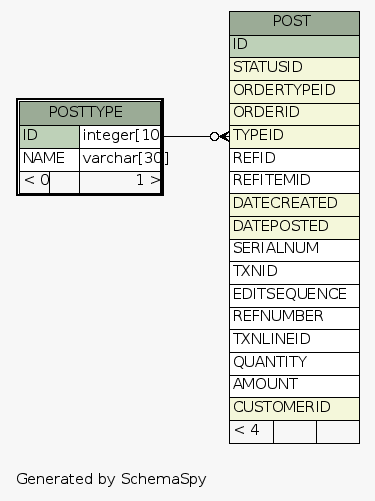 POSTTYPE
ID integer[10
NAME varchar[30]
< 0 1 >
POST
ID
STATUSID
ORDERTYPEID
ORDERID
TYPEID
REFID
REFITEMID
DATECREATED
DATEPOSTED
SERIALNUM
TXNID
EDITSEQUENCE
REFNUMBER
TXNLINEID
QUANTITY
AMOUNT
CUSTOMERID
< 4
Generated by SchemaSpy